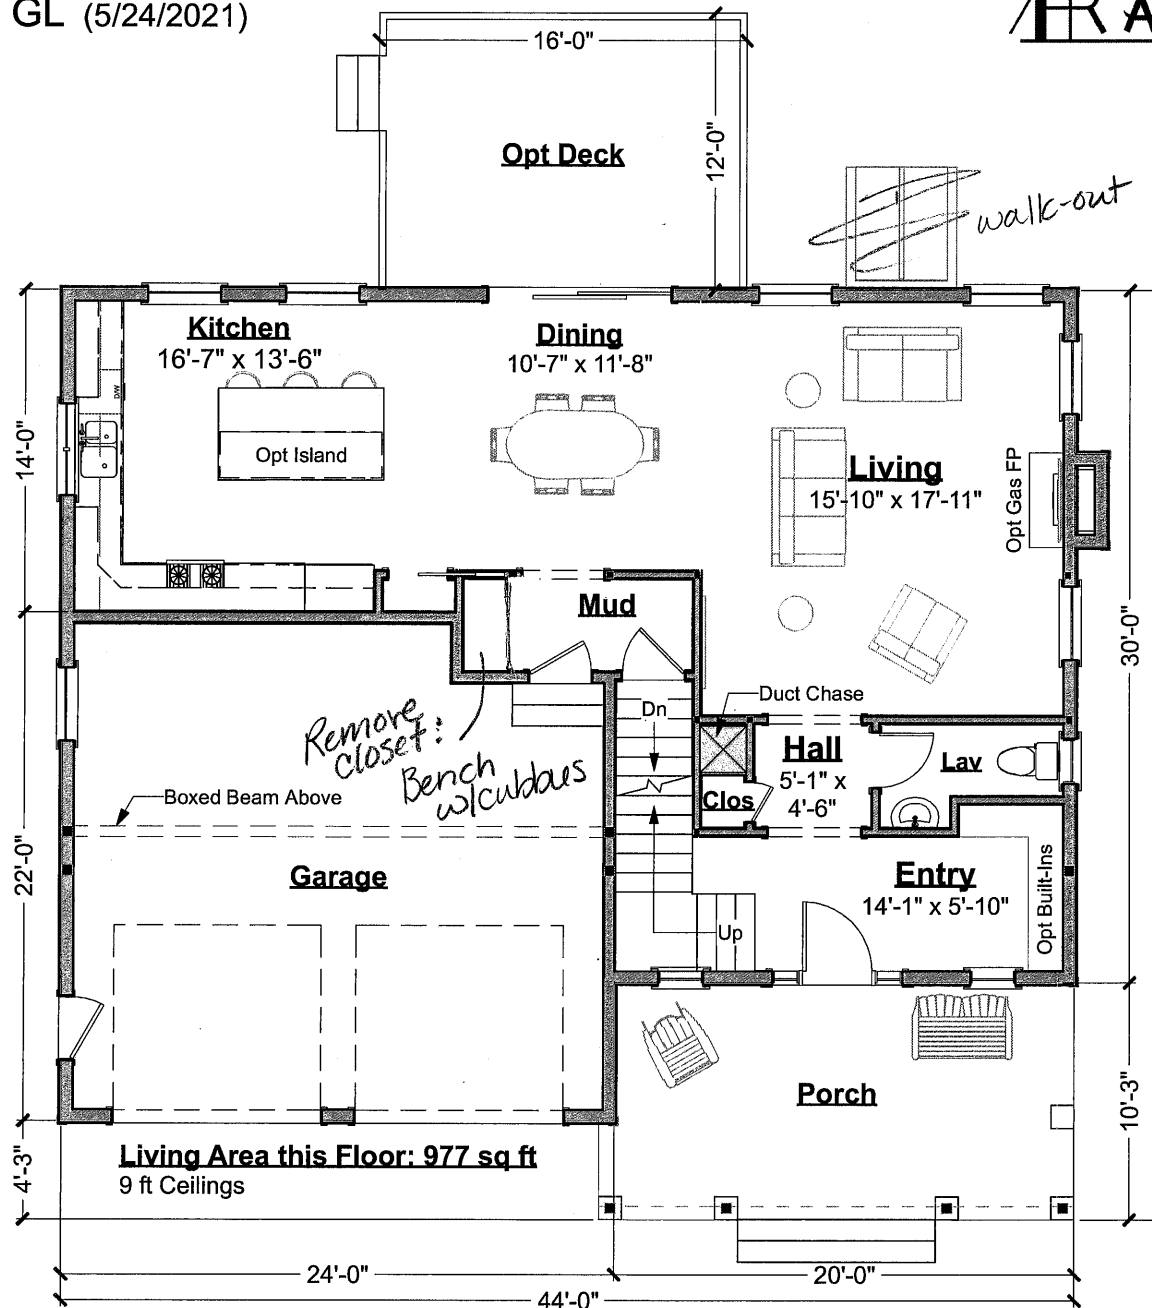 GL (5/24/2021)
A
16'-0"
12'-0"
Opt Deck
walk-out
Kitchen
16'-7" x 13'-6"
Dining
10'-7" x 11'-8"
D/W
14'-0"
Opt Island
Living
15'-10" x 17'-11"
Opt Gas FP
Mud
30'-0"
Dn
Duct Chase
Remove
closet:
Bench
w/cubbus
Hall
5'-1" x
4'-6"
Lav
Clos
Boxed Beam Above
22'-0"
Garage
Entry
14'-1" x 5'-10"
Opt Built-Ins
Up
Porch
10'-3"
4'-3"
Living Area this Floor: 977 sq ft
9 ft Ceilings
24'-0"
20'-0"
44'-0"